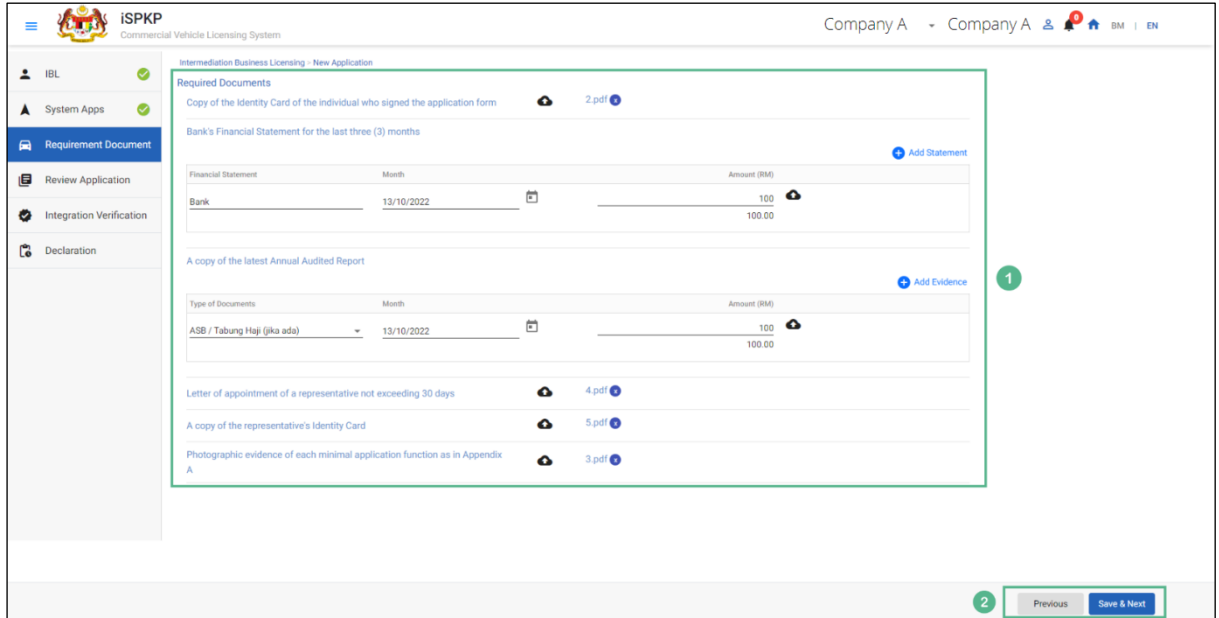 iSPKP
Commercial Vehicle Licensing System
Company A
Company A
0
BM | EN
IBL
System Apps
Requirement Document
Review Application
Integration Verification
Declaration
Intermediation Business Licensing > New Application
Required Documents
Copy of the Identity Card of the individual who signed the application form
2.pdf x
Bank's Financial Statement for the last three (3) months
Add Statement
Financial Statement Month Amount (RM)
Bank 13/10/2022 100
100.00
A copy of the latest Annual Audited Report
Add Evidence
Type of Documents Month Amount (RM)
ASB / Tabung Haji (jika ada) 13/10/2022 100
100.00
Letter of appointment of a representative not exceeding 30 days
4.pdf x
A copy of the representative's Identity Card
5.pdf x
Photographic evidence of each minimal application function as in Appendix
A
3.pdf x
1
2
Previous
Save & Next